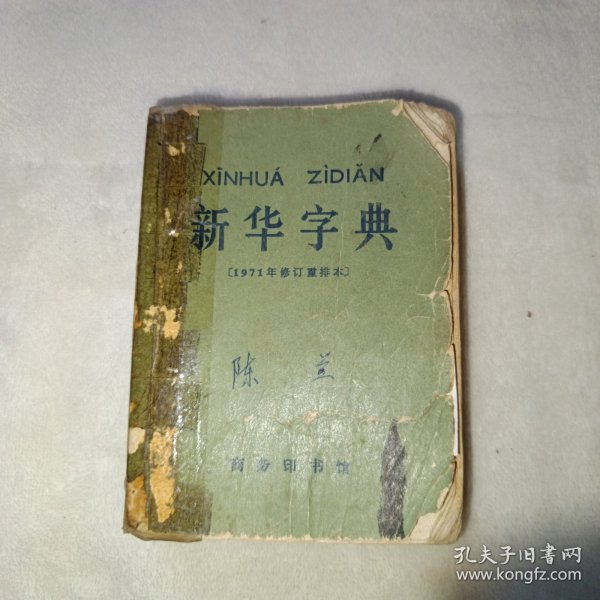 XĪNHUÁ ZÌDIǍN
新华字典
〔1971年修订重排本〕
陈兰
商务印书馆
孔夫子旧书网
www.kongfz.com